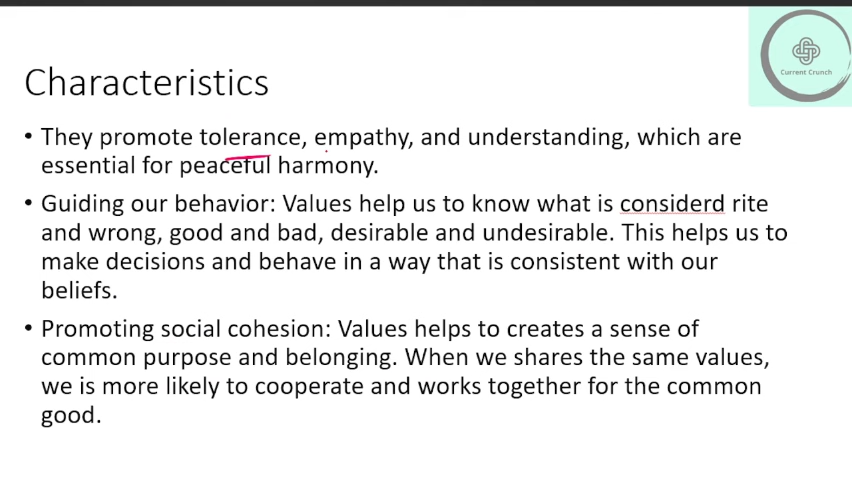 Current Crunch
Characteristics
• They promote tolerance, empathy, and understanding, which are
essential for peaceful harmony.
• Guiding our behavior: Values help us to know what is considerd rite
and wrong, good and bad, desirable and undesirable. This helps us to
make decisions and behave in a way that is consistent with our
beliefs.
• Promoting social cohesion: Values helps to creates a sense of
common purpose and belonging. When we shares the same values,
we is more likely to cooperate and works together for the common
good.